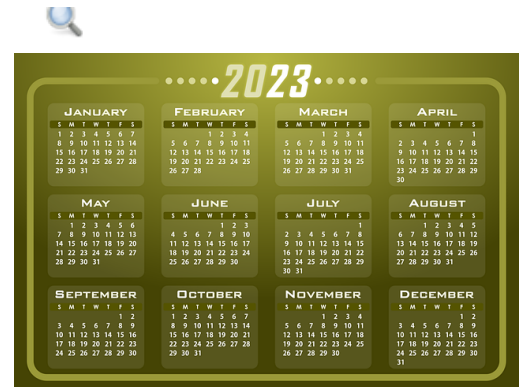 2023
January
S M T W T F S
1 2 3 4 5 6 7
8 9 10 11 12 13 14
15 16 17 18 19 20 21
22 23 24 25 26 27 28
29 30 31
February
S M T W T F S
1 2 3 4
5 6 7 8 9 10 11
12 13 14 15 16 17 18
19 20 21 22 23 24 25
26 27 28
March
S M T W T F S
1 2 3 4
5 6 7 8 9 10 11
12 13 14 15 16 17 18
19 20 21 22 23 24 25
26 27 28 29 30 31
April
S M T W T F S
1
2 3 4 5 6 7 8
9 10 11 12 13 14 15
16 17 18 19 20 21 22
23 24 25 26 27 28 29
30
May
S M T W T F S
1 2 3 4 5 6
7 8 9 10 11 12 13
14 15 16 17 18 19 20
21 22 23 24 25 26 27
28 29 30 31
June
S M T W T F S
1 2 3
4 5 6 7 8 9 10
11 12 13 14 15 16 17
18 19 20 21 22 23 24
25 26 27 28 29 30
July
S M T W T F S
1
2 3 4 5 6 7 8
9 10 11 12 13 14 15
16 17 18 19 20 21 22
23 24 25 26 27 28 29
30 31
August
S M T W T F S
1 2 3 4 5
6 7 8 9 10 11 12
13 14 15 16 17 18 19
20 21 22 23 24 25 26
27 28 29 30 31
September
S M T W T F S
1 2
3 4 5 6 7 8 9
10 11 12 13 14 15 16
17 18 19 20 21 22 23
24 25 26 27 28 29 30
October
S M T W T F S
1 2 3 4 5 6 7
8 9 10 11 12 13 14
15 16 17 18 19 20 21
22 23 24 25 26 27 28
29 30 31
November
S M T W T F S
1 2 3 4
5 6 7 8 9 10 11
12 13 14 15 16 17 18
19 20 21 22 23 24 25
26 27 28 29 30
December
S M T W T F S
1 2
3 4 5 6 7 8 9
10 11 12 13 14 15 16
17 18 19 20 21 22 23
24 25 26 27 28 29 30
31